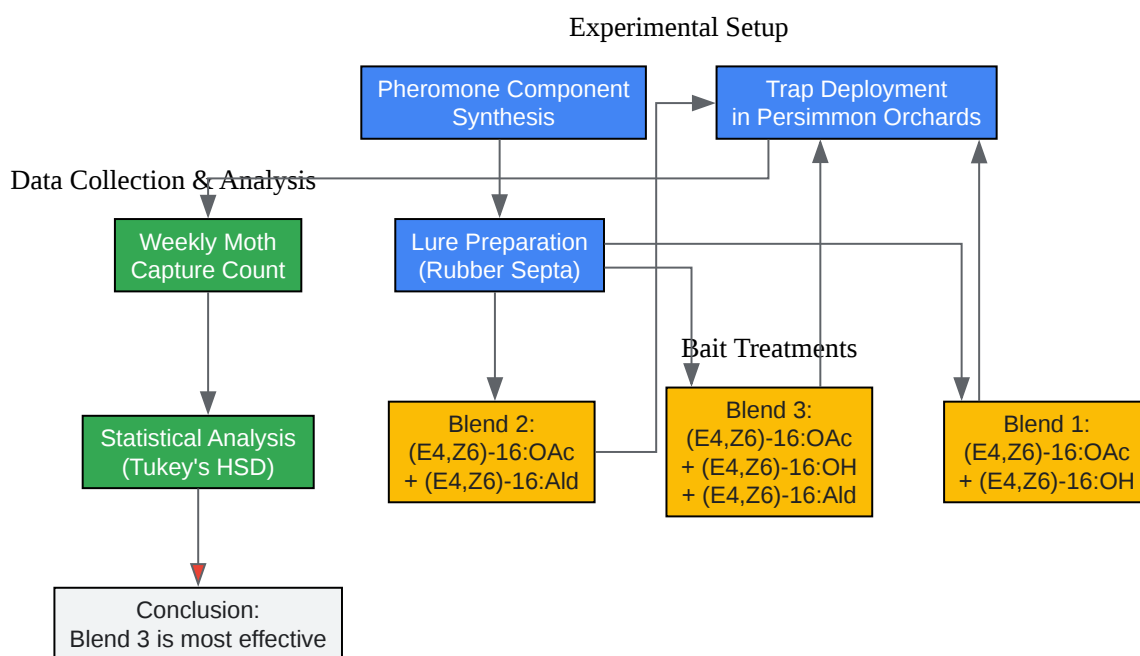 Experimental Setup
Pheromone Component
Synthesis
Trap Deployment
in Persimmon Orchards
Data Collection & Analysis
Weekly Moth
Capture Count
Lure Preparation
(Rubber Septa)
Bait Treatments
Blend 2:
(E4,Z6)-16:OAc
+ (E4,Z6)-16:Ald
Blend 3:
(E4,Z6)-16:OAc
+ (E4,Z6)-16:OH
+ (E4,Z6)-16:Ald
Blend 1:
(E4,Z6)-16:OAc
+ (E4,Z6)-16:OH
Statistical Analysis
(Tukey's HSD)
Conclusion:
Blend 3 is most effective